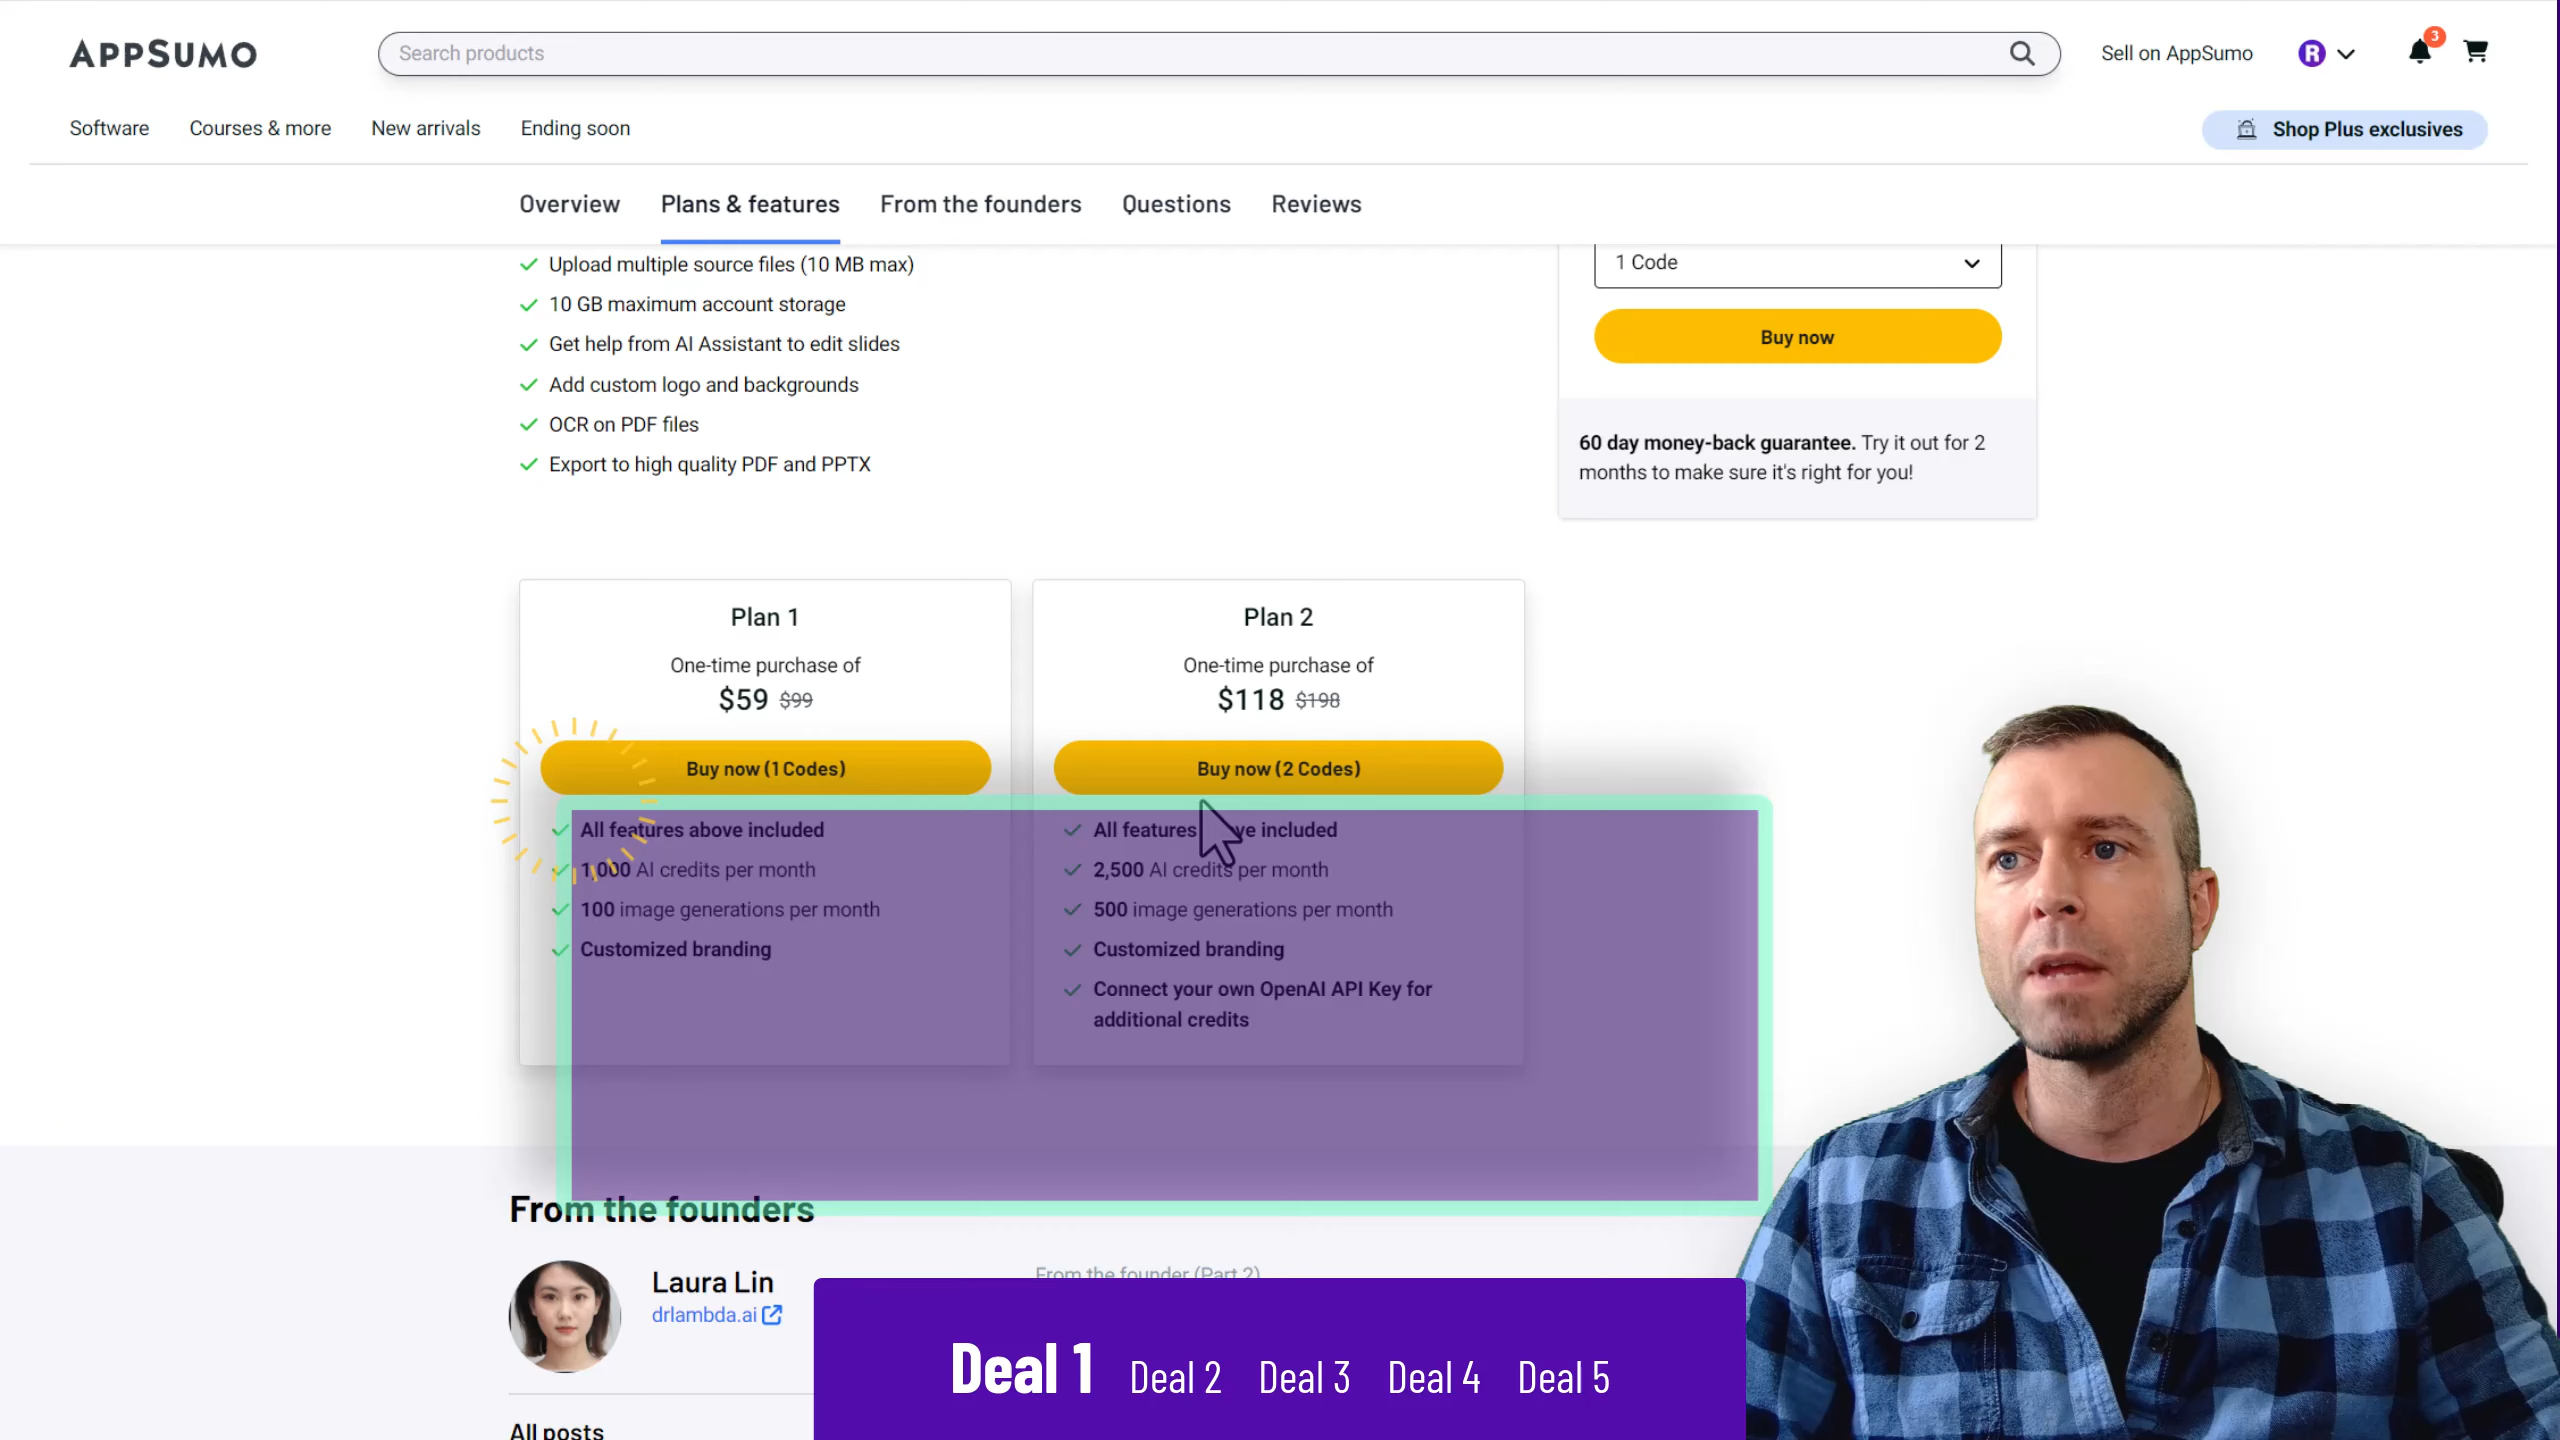 APPSUMO
Search products
Sell on AppSumo
R
3
Software
Courses & more
New arrivals
Ending soon
Shop Plus exclusives
Overview
Plans & features
From the founders
Questions
Reviews
Upload multiple source files (10 MB max)
10 GB maximum account storage
Get help from AI Assistant to edit slides
Add custom logo and backgrounds
OCR on PDF files
Export to high quality PDF and PPTX
1 Code
Buy now
60 day money-back guarantee. Try it out for 2
months to make sure it's right for you!
Plan 1
One-time purchase of
$59 $99
Buy now (1 Codes)
All features above included
1,000 AI credits per month
100 image generations per month
Customized branding
Plan 2
One-time purchase of
$118 $198
Buy now (2 Codes)
All features ve included
2,500 AI credits per month
500 image generations per month
Customized branding
Connect your own OpenAI API Key for
additional credits
From the founders
Laura Lin
drlambda.ai
From the founder (Part 2)
All posts
Deal 1 Deal 2 Deal 3 Deal 4 Deal 5